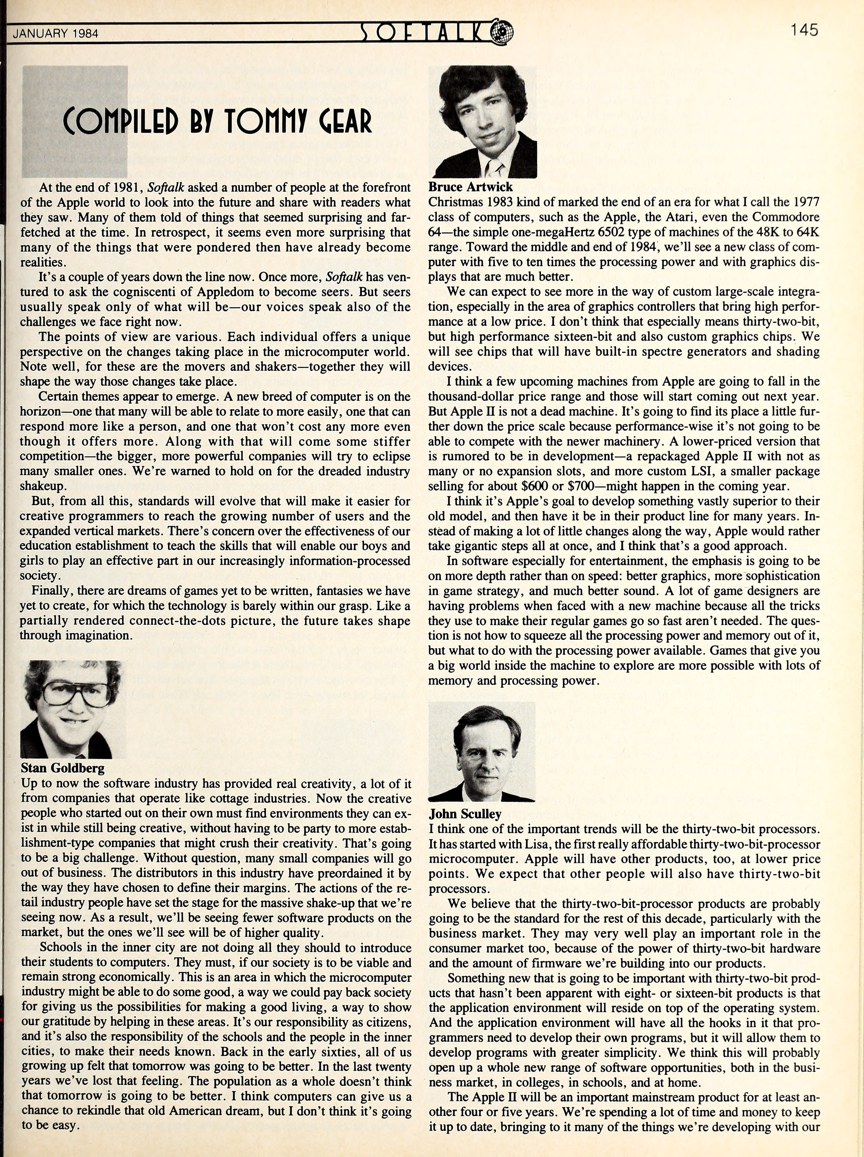 JANUARY 1984
SOFTALK
145
COMPILED BY TOMMY GEAR
At the end of 1981, Softalk asked a number of people at the forefront
of the Apple world to look into the future and share with readers what
they saw. Many of them told of things that seemed surprising and far-
fetched at the time. In retrospect, it seems even more surprising that
many of the things that were pondered then have already become
realities.
It's a couple of years down the line now. Once more, Softalk has ven-
tured to ask the cogniscenti of Appledom to become seers. But seers
usually speak only of what will be—our voices speak also of the
challenges we face right now.
The points of view are various. Each individual offers a unique
perspective on the changes taking place in the microcomputer world.
Note well, for these are the movers and shakers—together they will
shape the way those changes take place.
Certain themes appear to emerge. A new breed of computer is on the
horizon—one that many will be able to relate to more easily, one that can
respond more like a person, and one that won't cost any more even
though it offers more. Along with that will come some stiffer
competition—the bigger, more powerful companies will try to eclipse
many smaller ones. We're warned to hold on for the dreaded industry
shakeup.
But, from all this, standards will evolve that will make it easier for
creative programmers to reach the growing number of users and the
expanded vertical markets. There's concern over the effectiveness of our
education establishment to teach the skills that will enable our boys and
girls to play an effective part in our increasingly information-processed
society.
Finally, there are dreams of games yet to be written, fantasies we have
yet to create, for which the technology is barely within our grasp. Like a
partially rendered connect-the-dots picture, the future takes shape
through imagination.
Stan Goldberg
Up to now the software industry has provided real creativity, a lot of it
from companies that operate like cottage industries. Now the creative
people who started out on their own must find environments they can ex-
ist in while still being creative, without having to be party to more estab-
lishment-type companies that might crush their creativity. That's going
to be a big challenge. Without question, many small companies will go
out of business. The distributors in this industry have preordained it by
the way they have chosen to define their margins. The actions of the re-
tail industry people have set the stage for the massive shake-up that we're
seeing now. As a result, we'll be seeing fewer software products on the
market, but the ones we'll see will be of higher quality.
Schools in the inner city are not doing all they should to introduce
their students to computers. They must, if our society is to be viable and
remain strong economically. This is an area in which the microcomputer
industry might be able to do some good, a way we could pay back society
for giving us the possibilities for making a good living, a way to show
our gratitude by helping in these areas. It's our responsibility as citizens,
and it's also the responsibility of the schools and the people in the inner
cities, to make their needs known. Back in the early sixties, all of us
growing up felt that tomorrow was going to be better. In the last twenty
years we've lost that feeling. The population as a whole doesn't think
that tomorrow is going to be better. I think computers can give us a
chance to rekindle that old American dream, but I don't think it's going
to be easy.
Bruce Artwick
Christmas 1983 kind of marked the end of an era for what I call the 1977
class of computers, such as the Apple, the Atari, even the Commodore
64—the simple one-megaHertz 6502 type of machines of the 48K to 64K
range. Toward the middle and end of 1984, we'll see a new class of com-
puter with five to ten times the processing power and with graphics dis-
plays that are much better.
We can expect to see more in the way of custom large-scale integra-
tion, especially in the area of graphics controllers that bring high perfor-
mance at a low price. I don't think that especially means thirty-two-bit,
but high performance sixteen-bit and also custom graphics chips. We
will see chips that will have built-in spectre generators and shading
devices.
I think a few upcoming machines from Apple are going to fall in the
thousand-dollar price range and those will start coming out next year.
But Apple II is not a dead machine. It's going to find its place a little fur-
ther down the price scale because performance-wise it's not going to be
able to compete with the newer machinery. A lower-priced version that
is rumored to be in development—a repackaged Apple II with not as
many or no expansion slots, and more custom LSI, a smaller package
selling for about $600 or $700—might happen in the coming year.
I think it's Apple's goal to develop something vastly superior to their
old model, and then have it be in their product line for many years. In-
stead of making a lot of little changes along the way, Apple would rather
take gigantic steps all at once, and I think that's a good approach.
In software especially for entertainment, the emphasis is going to be
on more depth rather than on speed: better graphics, more sophistication
in game strategy, and much better sound. A lot of game designers are
having problems when faced with a new machine because all the tricks
they use to make their regular games go so fast aren't needed. The ques-
tion is not how to squeeze all the processing power and memory out of it,
but what to do with the processing power available. Games that give you
a big world inside the machine to explore are more possible with lots of
memory and processing power.
John Sculley
I think one of the important trends will be the thirty-two-bit processors.
It has started with Lisa, the first really affordable thirty-two-bit-processor
microcomputer. Apple will have other products, too, at lower price
points. We expect that other people will also have thirty-two-bit
processors.
We believe that the thirty-two-bit-processor products are probably
going to be the standard for the rest of this decade, particularly with the
business market. They may very well play an important role in the
consumer market too, because of the power of thirty-two-bit hardware
and the amount of firmware we're building into our products.
Something new that is going to be important with thirty-two-bit prod-
ucts that hasn't been apparent with eight- or sixteen-bit products is that
the application environment will reside on top of the operating system.
And the application environment will have all the hooks in it that pro-
grammers need to develop their own programs, but it will allow them to
develop programs with greater simplicity. We think this will probably
open up a whole new range of software opportunities, both in the busi-
ness market, in colleges, in schools, and at home.
The Apple II will be an important mainstream product for at least an-
other four or five years. We're spending a lot of time and money to keep
it up to date, bringing to it many of the things we're developing with our